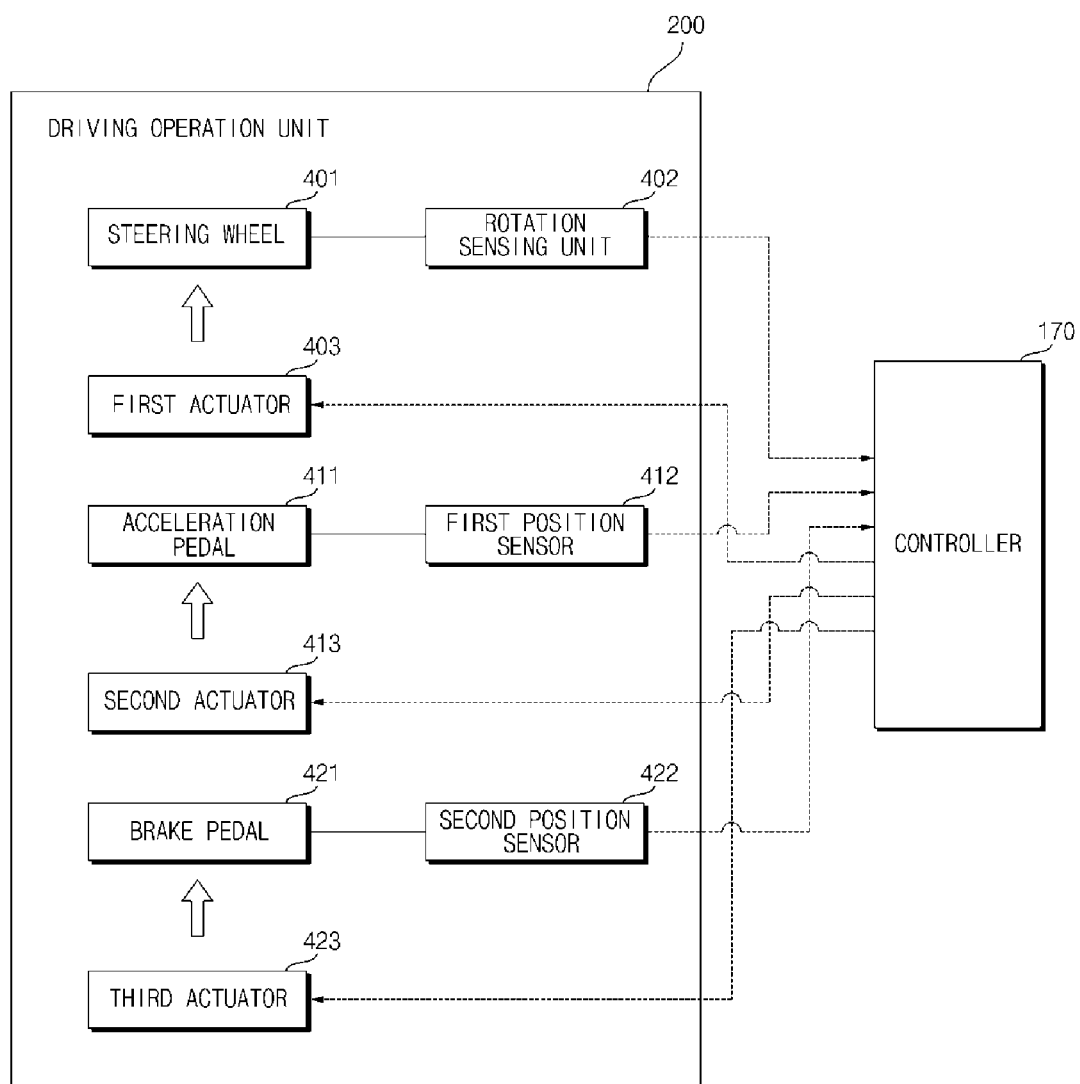 200
DRIVING OPERATION UNIT
401
STEERING WHEEL
402
ROTATION
SENSING UNIT
403
FIRST ACTUATOR
170
CONTROLLER
411
ACCELERATION
PEDAL
412
FIRST POSITION
SENSOR
413
SECOND ACTUATOR
421
BRAKE PEDAL
422
SECOND POSITION
SENSOR
423
THIRD ACTUATOR